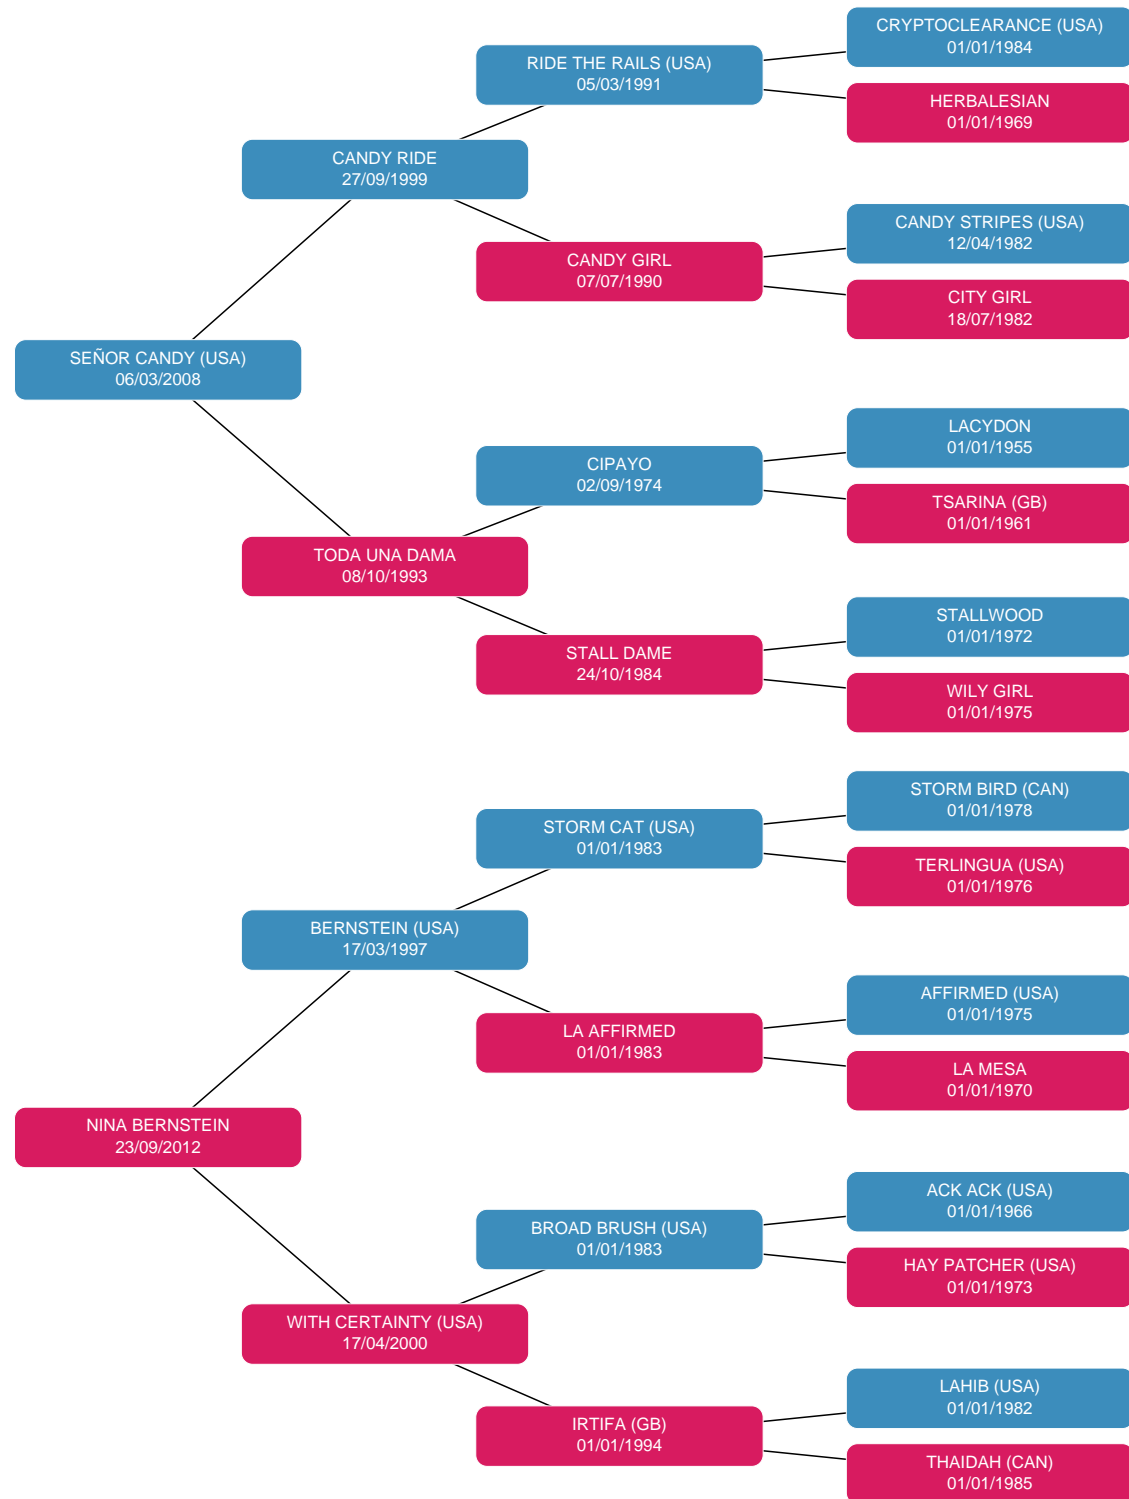 CRYPTOCLEARANCE (USA)
01/01/1984
RIDE THE RAILS (USA)
05/03/1991
HERBALESIAN
01/01/1969
CANDY RIDE
27/09/1999
CANDY STRIPES (USA)
12/04/1982
CANDY GIRL
07/07/1990
CITY GIRL
18/07/1982
SEÑOR CANDY (USA)
06/03/2008
LACYDON
01/01/1955
CIPAYO
02/09/1974
TSARINA (GB)
01/01/1961
TODA UNA DAMA
08/10/1993
STALLWOOD
01/01/1972
STALL DAME
24/10/1984
WILY GIRL
01/01/1975
STORM BIRD (CAN)
01/01/1978
STORM CAT (USA)
01/01/1983
TERLINGUA (USA)
01/01/1976
BERNSTEIN (USA)
17/03/1997
AFFIRMED (USA)
01/01/1975
LA AFFIRMED
01/01/1983
LA MESA
01/01/1970
NINA BERNSTEIN
23/09/2012
ACK ACK (USA)
01/01/1966
BROAD BRUSH (USA)
01/01/1983
HAY PATCHER (USA)
01/01/1973
WITH CERTAINTY (USA)
17/04/2000
LAHIB (USA)
01/01/1982
IRTIFA (GB)
01/01/1994
THAIDAH (CAN)
01/01/1985